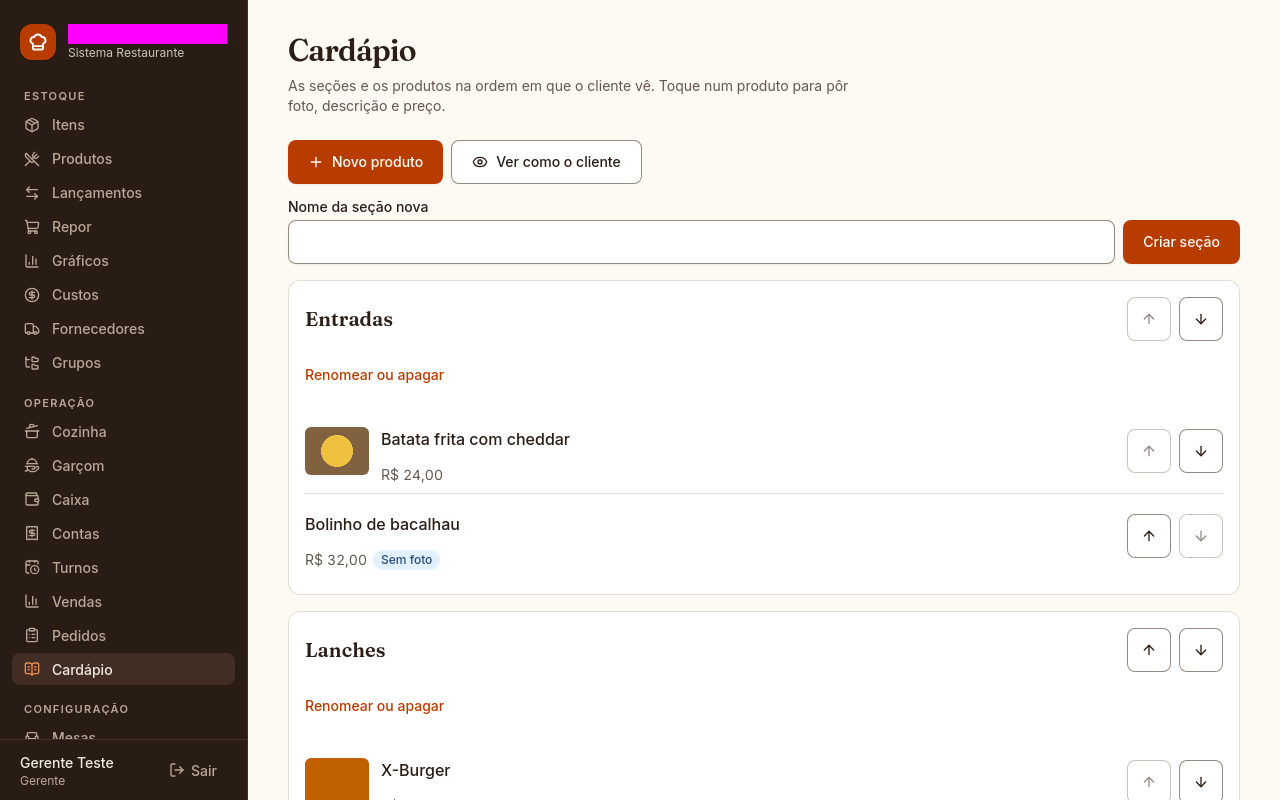 Sistema Restaurante
ESTOQUE
Itens
Produtos
Lançamentos
Repor
Gráficos
Custos
Fornecedores
Grupos
OPERAÇÃO
Cozinha
Garçom
Caixa
Contas
Turnos
Vendas
Pedidos
Cardápio
CONFIGURAÇÃO
Mesas
Gerente Teste
Gerente
Sair
Cardápio
As seções e os produtos na ordem em que o cliente vê. Toque num produto para pôr
foto, descrição e preço.
Novo produto
Ver como o cliente
Nome da seção nova
Criar seção
Entradas
Renomear ou apagar
Batata frita com cheddar
R$ 24,00
Bolinho de bacalhau
R$ 32,00 Sem foto
Lanches
Renomear ou apagar
X-Burger